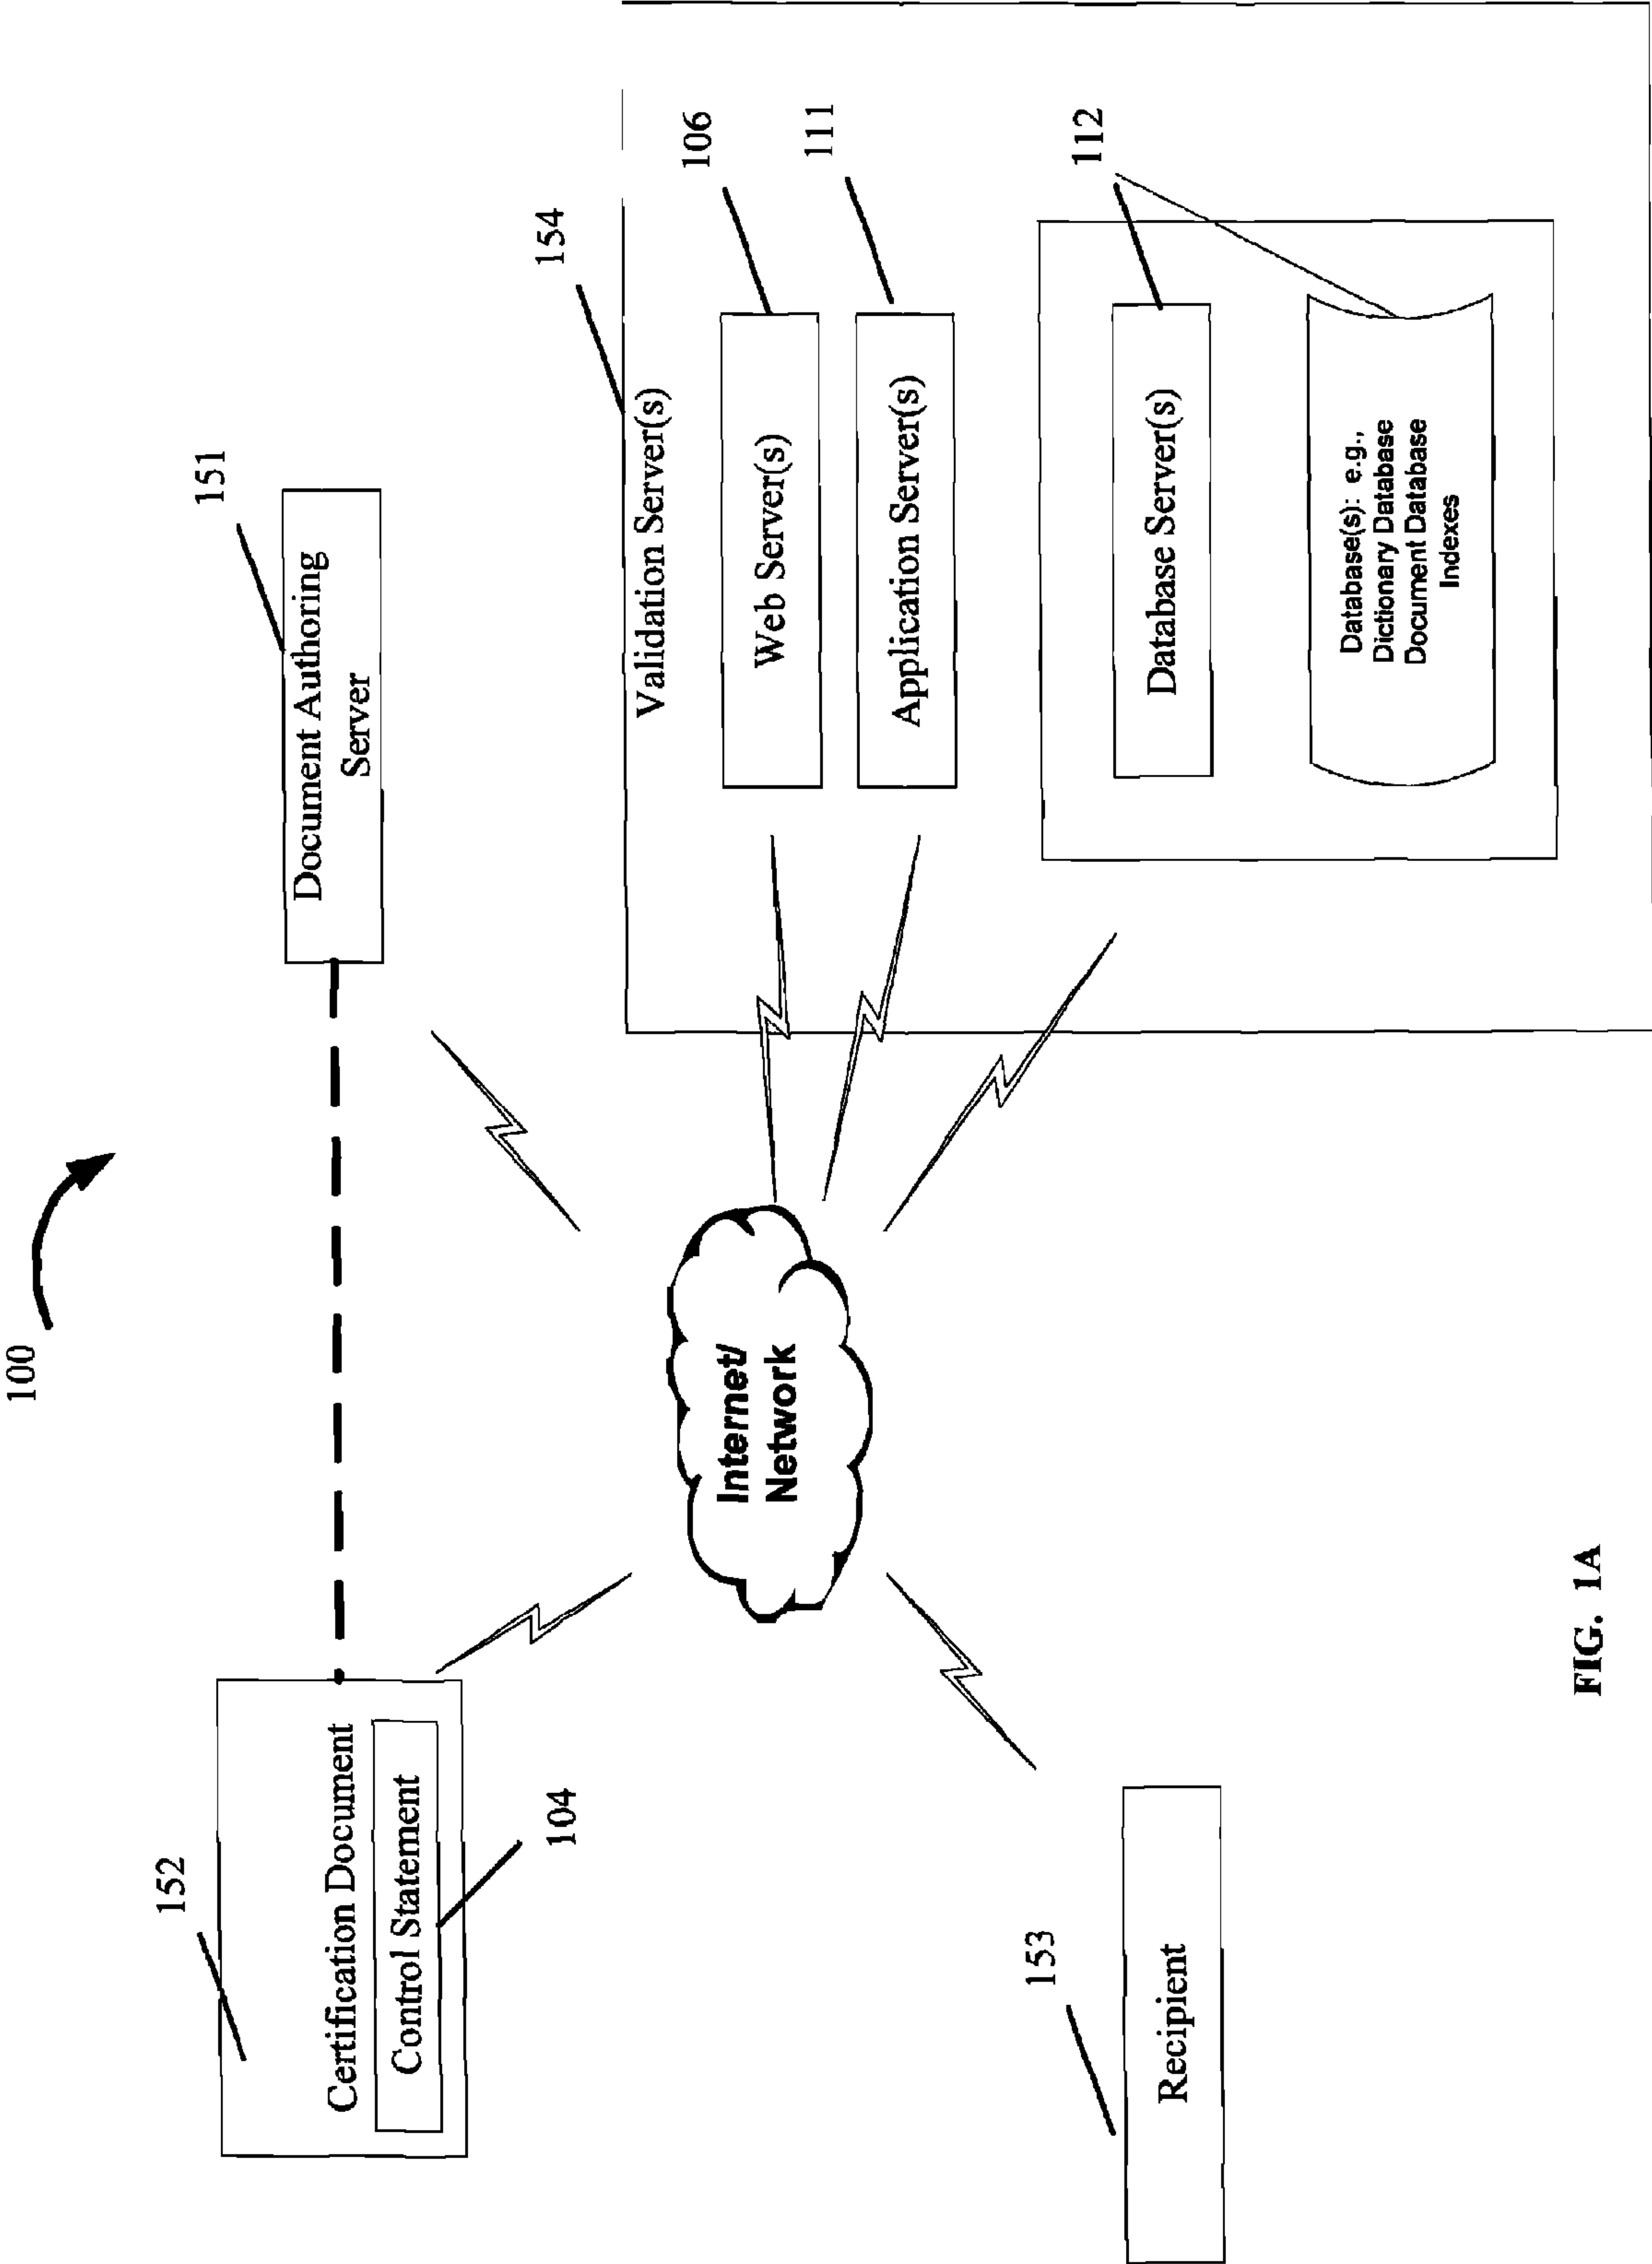 100
151
Document Authoring
Server
152
Certification Document
Control Statement
104
154
Validation Server(s)
106
Web Server(s)
111
Application Server(s)
112
Database Server(s)
Database(s): e.g.,
Dictionary Database
Document Database
Indexes
Internet/
Network
153
Recipient
FIG. 1A